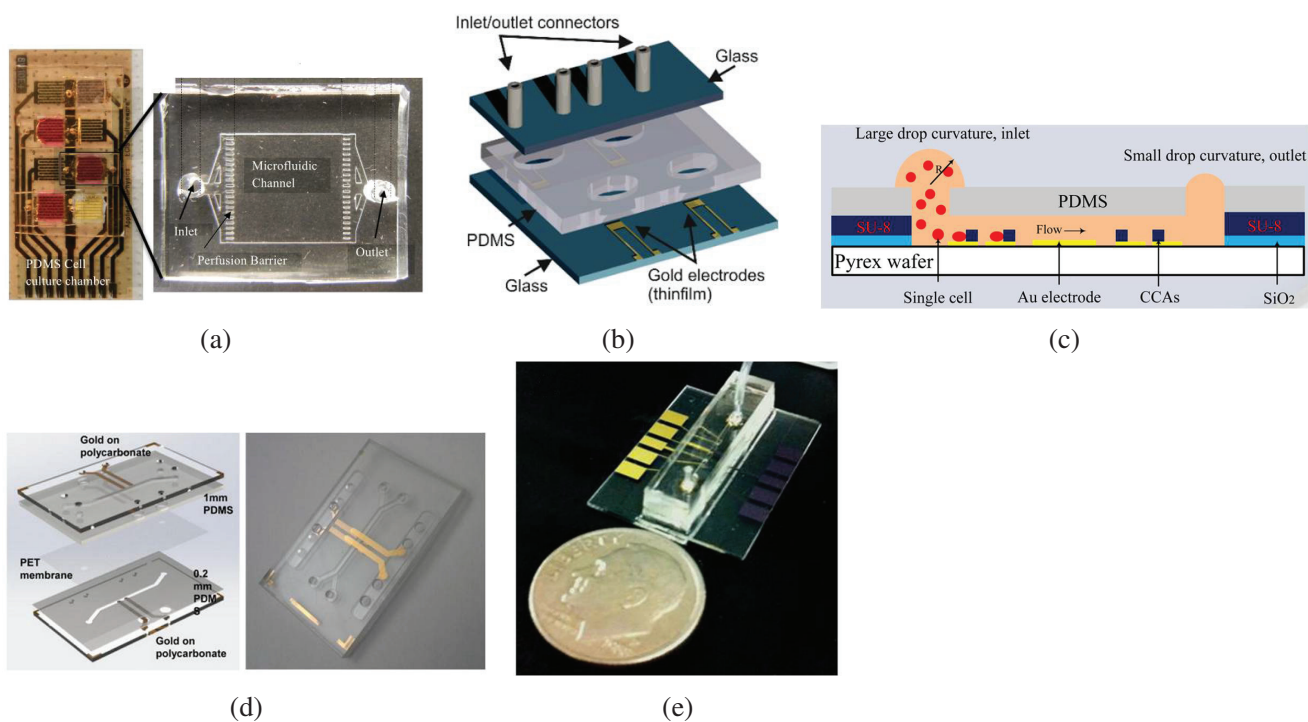 PDMS Cell
culture chamber
Microfluidic
Channel
Inlet
Outlet
Perfusion Barrier
(a)
Inlet/outlet connectors
Glass
PDMS
Glass
Gold electrodes
(thinfilm)
(b)
Large drop curvature, inlet
Small drop curvature, outlet
R
PDMS
SU-8
SU-8
Flow
Pyrex wafer
Single cell
Au electrode
CCAs
SiO2
(c)
Gold on
polycarbonate
1mm
PDMS
PET
membrane
0.2
mm
PDM
S
Gold on
polycarbonate
(d)
(e)